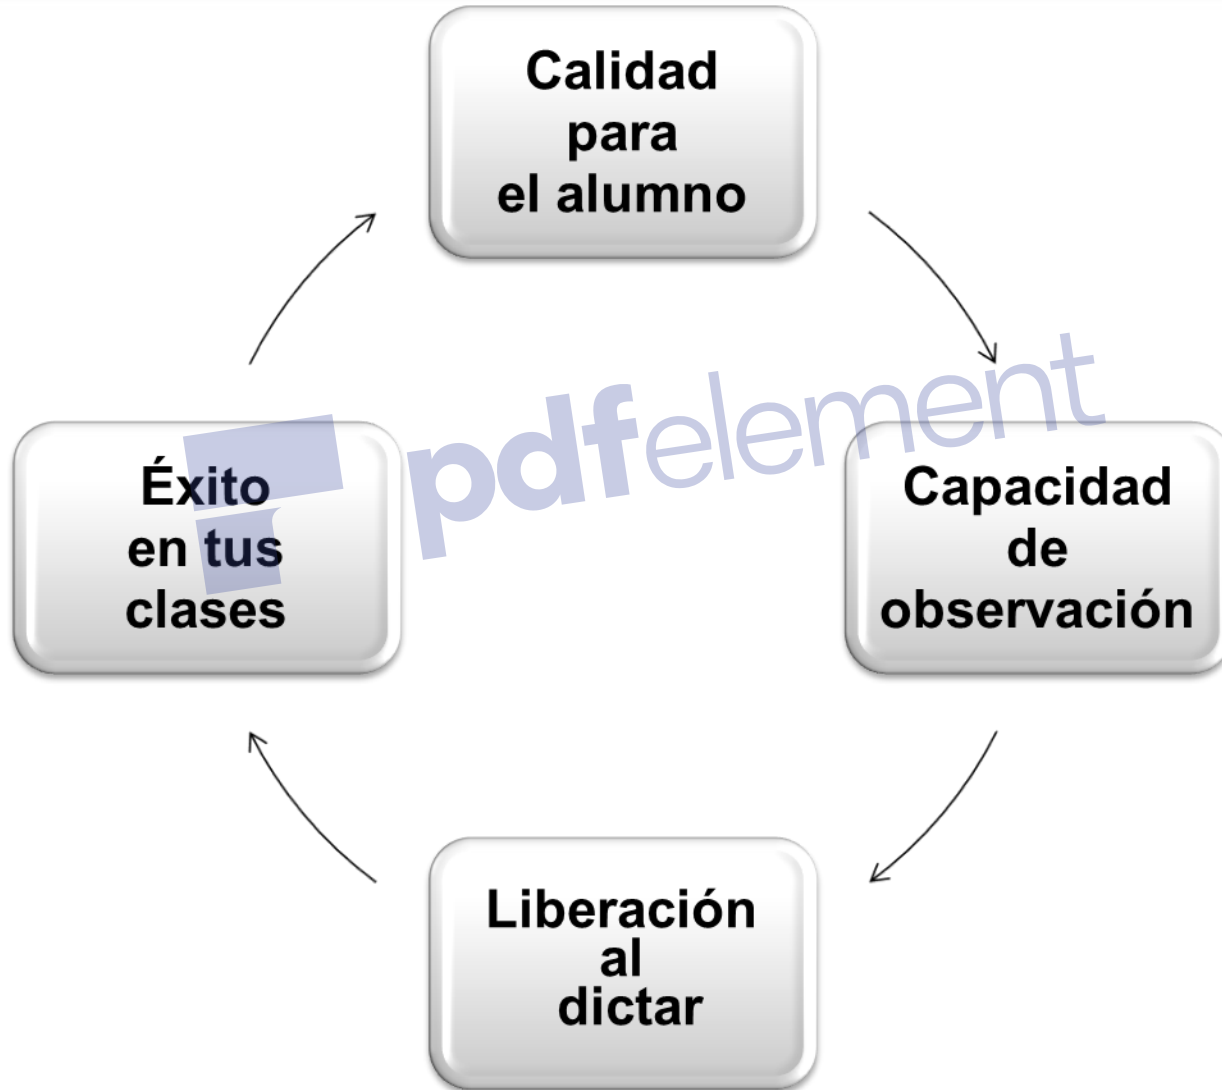 Calidad
para
el alumno
pdfelement
Éxito
en tus
clases
Capacidad
de
observación
Liberación
al
dictar